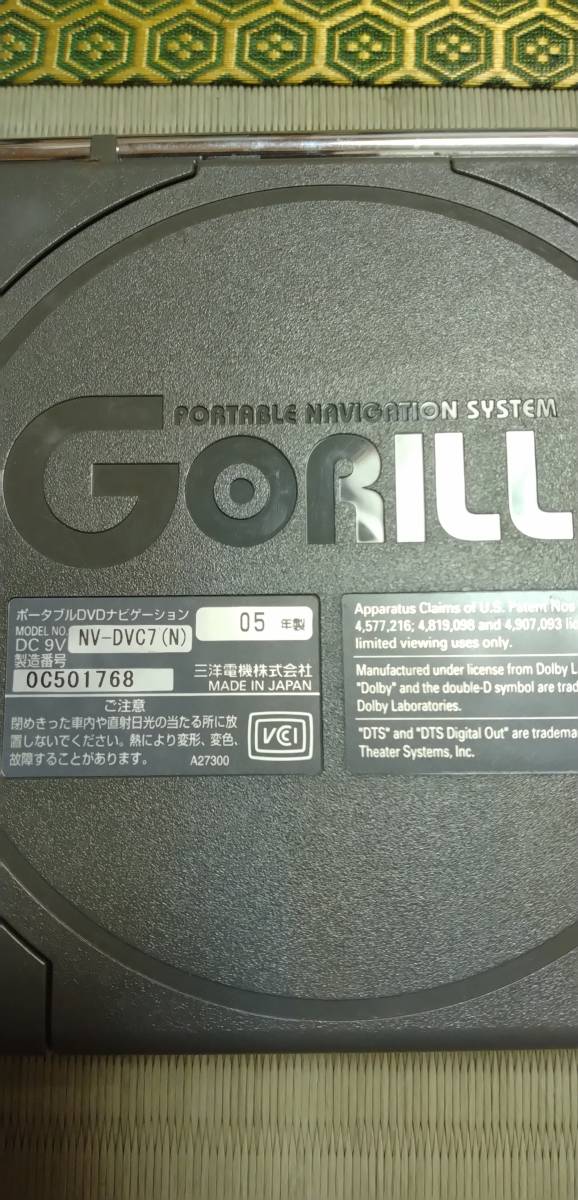 PORTABLE NAVIGATION SYSTEM
GORILL
ポータブルDVDナビゲーション
MODEL NO. NV-DVC7(N)
05 年製
DC 9V
製造番号
0C501768
三洋電機株式会社
MADE IN JAPAN
ご注意
閉めきった車内や直射日光の当たる所に放
置しないでください。熱により変形、変色、
故障することがあります。
A27300
VCI
Apparatus Claims of U.S. Patent Nos
4,577,216; 4,819,098 and 4,907,093 lic
limited viewing uses only.
Manufactured under license from Dolby L
"Dolby" and the double-D symbol are trad
Dolby Laboratories.
"DTS" and "DTS Digital Out" are tradema
Theater Systems, Inc.